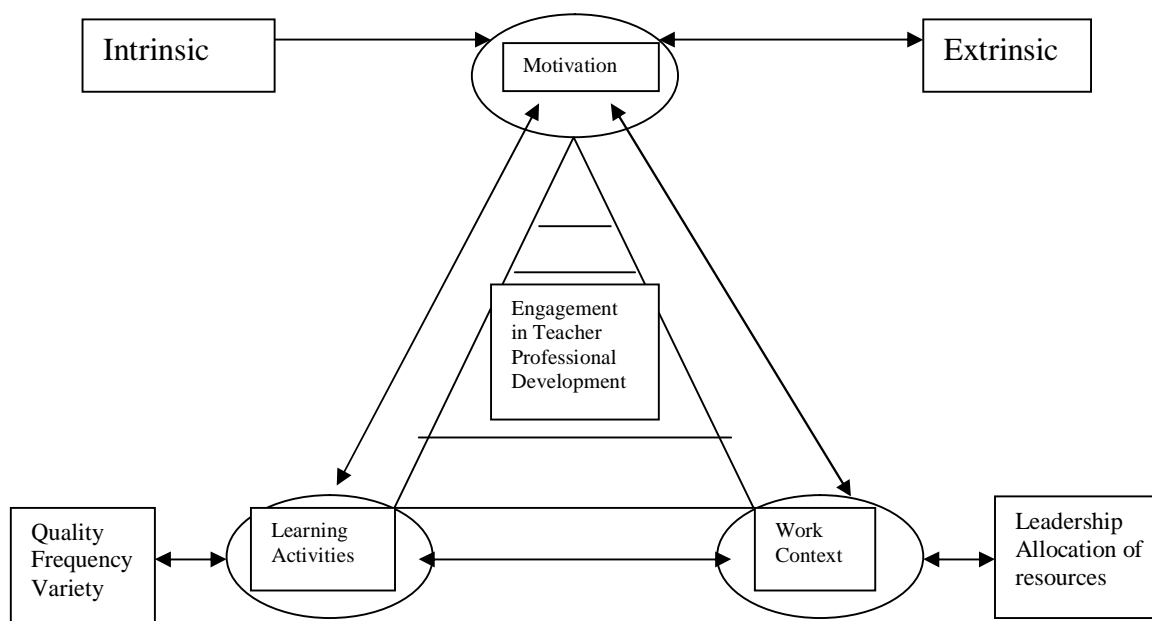 Intrinsic
Motivation
Extrinsic
Engagement
in Teacher
Professional
Development
Quality
Frequency
Variety
Learning
Activities
Work
Context
Leadership
Allocation of
resources